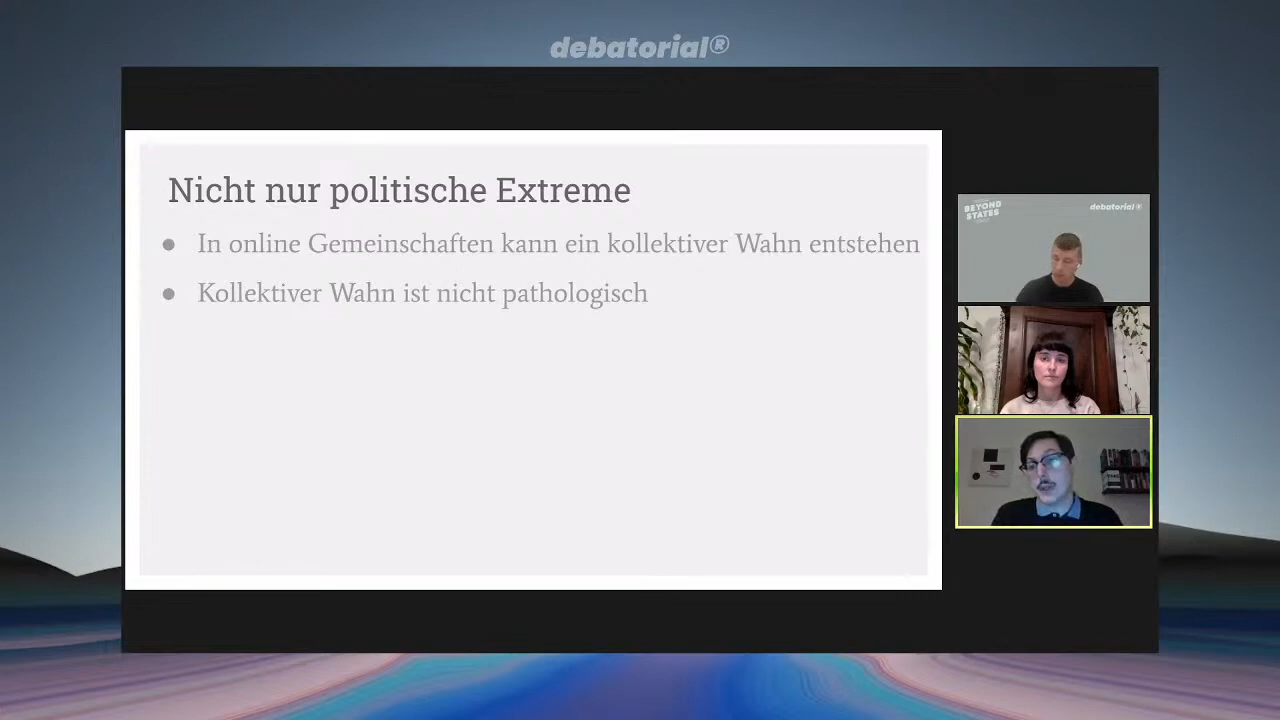 debatorial®
Nicht nur politische Extreme
● In online Gemeinschaften kann ein kollektiver Wahn entstehen
● Kollektiver Wahn ist nicht pathologisch
BEYOND
STATES
debatorial®